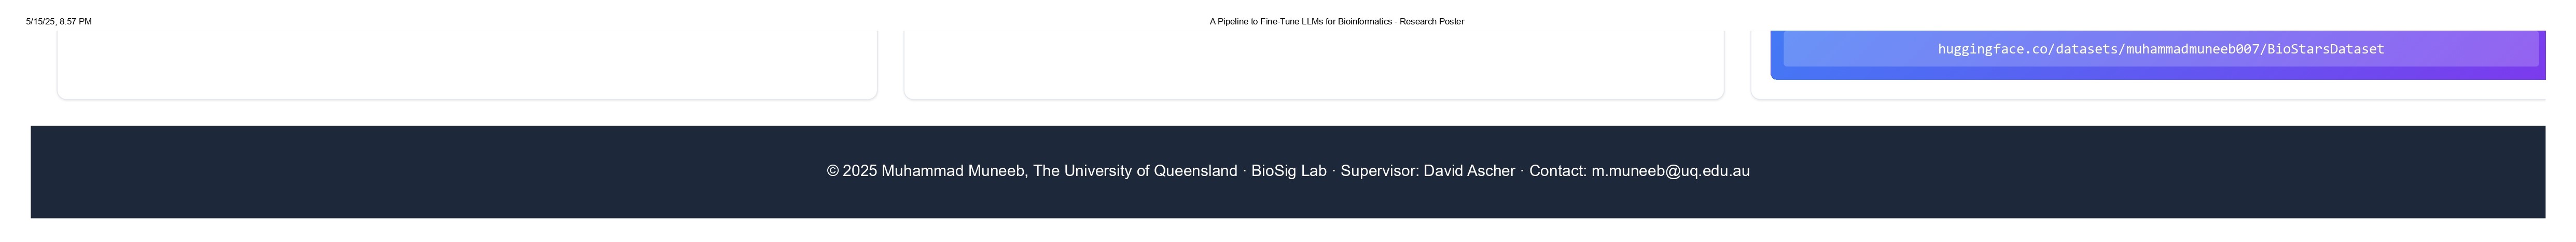 5/15/25, 8:57 PM
A Pipeline to Fine-Tune LLMs for Bioinformatics - Research Poster
huggingface.co/datasets/muhammadmuneeb007/BioStarsDataset
© 2025 Muhammad Muneeb, The University of Queensland · BioSig Lab · Supervisor: David Ascher · Contact: m.muneeb@uq.edu.au